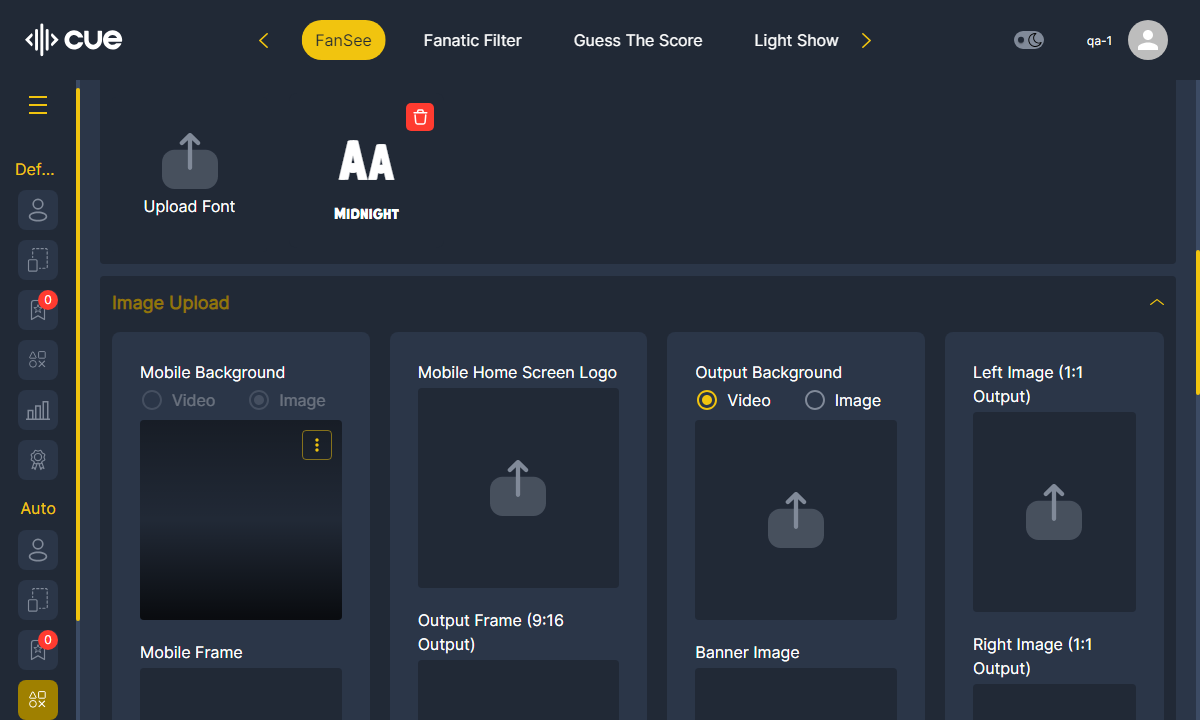 cue
FanSee
Fanatic Filter
Guess The Score
Light Show
qa-1
Def...
0
Auto
0
Upload Font
AA
MIDNIGHT
Image Upload
Mobile Background
Video
Image
Mobile Home Screen Logo
Output Background
Video
Image
Left Image (1:1
Output)
Mobile Frame
Output Frame (9:16
Output)
Banner Image
Right Image (1:1
Output)